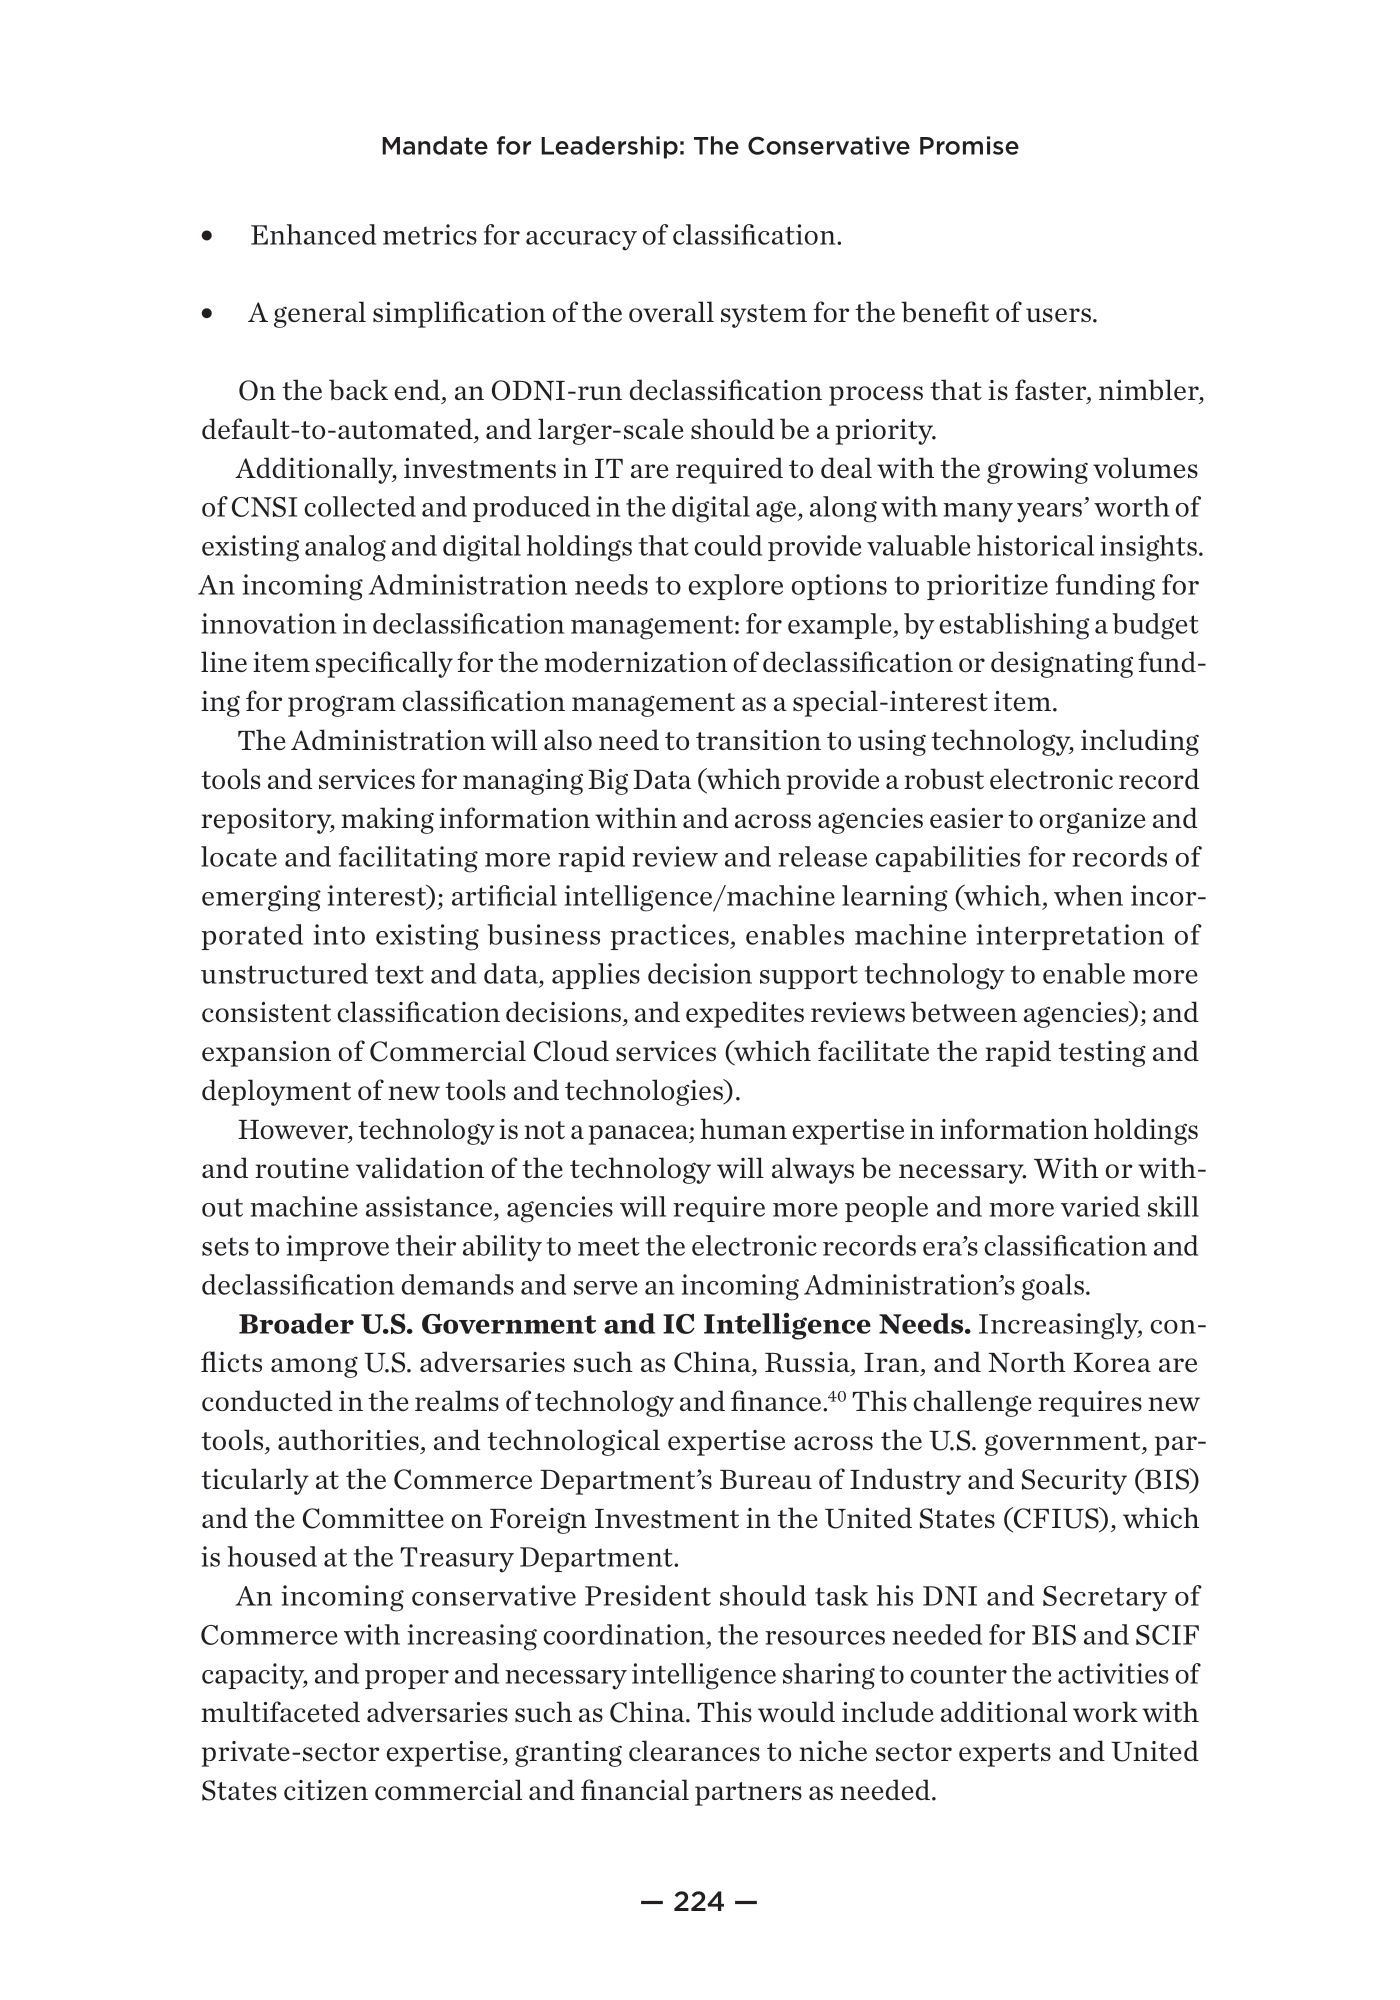 Mandate for Leadership: The Conservative Promise
• Enhanced metrics for accuracy of classification.
• A general simplification of the overall system for the benefit of users.
On the back end, an ODNI-run declassification process that is faster, nimbler,
default-to-automated, and larger-scale should be a priority.
Additionally, investments in IT are required to deal with the growing volumes
of CNSI collected and produced in the digital age, along with many years’ worth of
existing analog and digital holdings that could provide valuable historical insights.
An incoming Administration needs to explore options to prioritize funding for
innovation in declassification management: for example, by establishing a budget
line item specifically for the modernization of declassification or designating fund-
ing for program classification management as a special-interest item.
The Administration will also need to transition to using technology, including
tools and services for managing Big Data (which provide a robust electronic record
repository, making information within and across agencies easier to organize and
locate and facilitating more rapid review and release capabilities for records of
emerging interest); artificial intelligence/machine learning (which, when incor-
porated into existing business practices, enables machine interpretation of
unstructured text and data, applies decision support technology to enable more
consistent classification decisions, and expedites reviews between agencies); and
expansion of Commercial Cloud services (which facilitate the rapid testing and
deployment of new tools and technologies).
However, technology is not a panacea; human expertise in information holdings
and routine validation of the technology will always be necessary. With or with-
out machine assistance, agencies will require more people and more varied skill
sets to improve their ability to meet the electronic records era’s classification and
declassification demands and serve an incoming Administration’s goals.
Broader U.S. Government and IC Intelligence Needs. Increasingly, con-
flicts among U.S. adversaries such as China, Russia, Iran, and North Korea are
conducted in the realms of technology and finance.40 This challenge requires new
tools, authorities, and technological expertise across the U.S. government, par-
ticularly at the Commerce Department’s Bureau of Industry and Security (BIS)
and the Committee on Foreign Investment in the United States (CFIUS), which
is housed at the Treasury Department.
An incoming conservative President should task his DNI and Secretary of
Commerce with increasing coordination, the resources needed for BIS and SCIF
capacity, and proper and necessary intelligence sharing to counter the activities of
multifaceted adversaries such as China. This would include additional work with
private-sector expertise, granting clearances to niche sector experts and United
States citizen commercial and financial partners as needed.
— 224 —